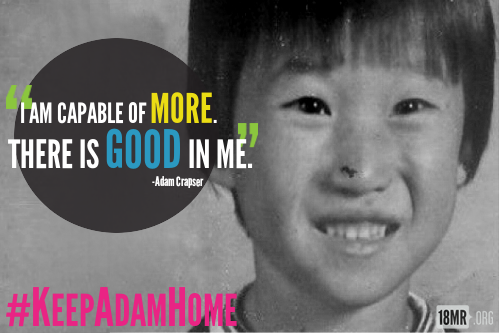 “I AM CAPABLE OF MORE.
THERE IS GOOD IN ME.”
-Adam Crapser
#KEEPADAMHOME
18MR.ORG